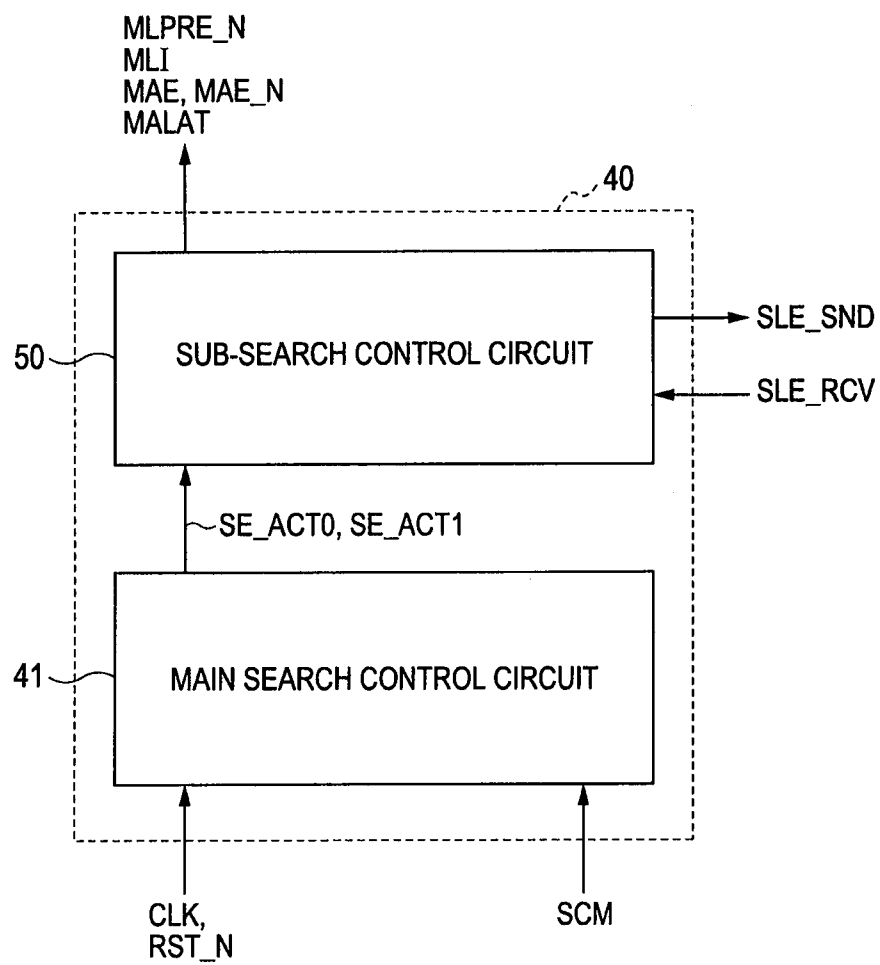 MLPRE_N
MLI
MAE, MAE_N
MALAT
40
50
SUB-SEARCH CONTROL CIRCUIT
SLE_SND
SLE_RCV
SE_ACT0, SE_ACT1
41
MAIN SEARCH CONTROL CIRCUIT
CLK,
RST_N
SCM